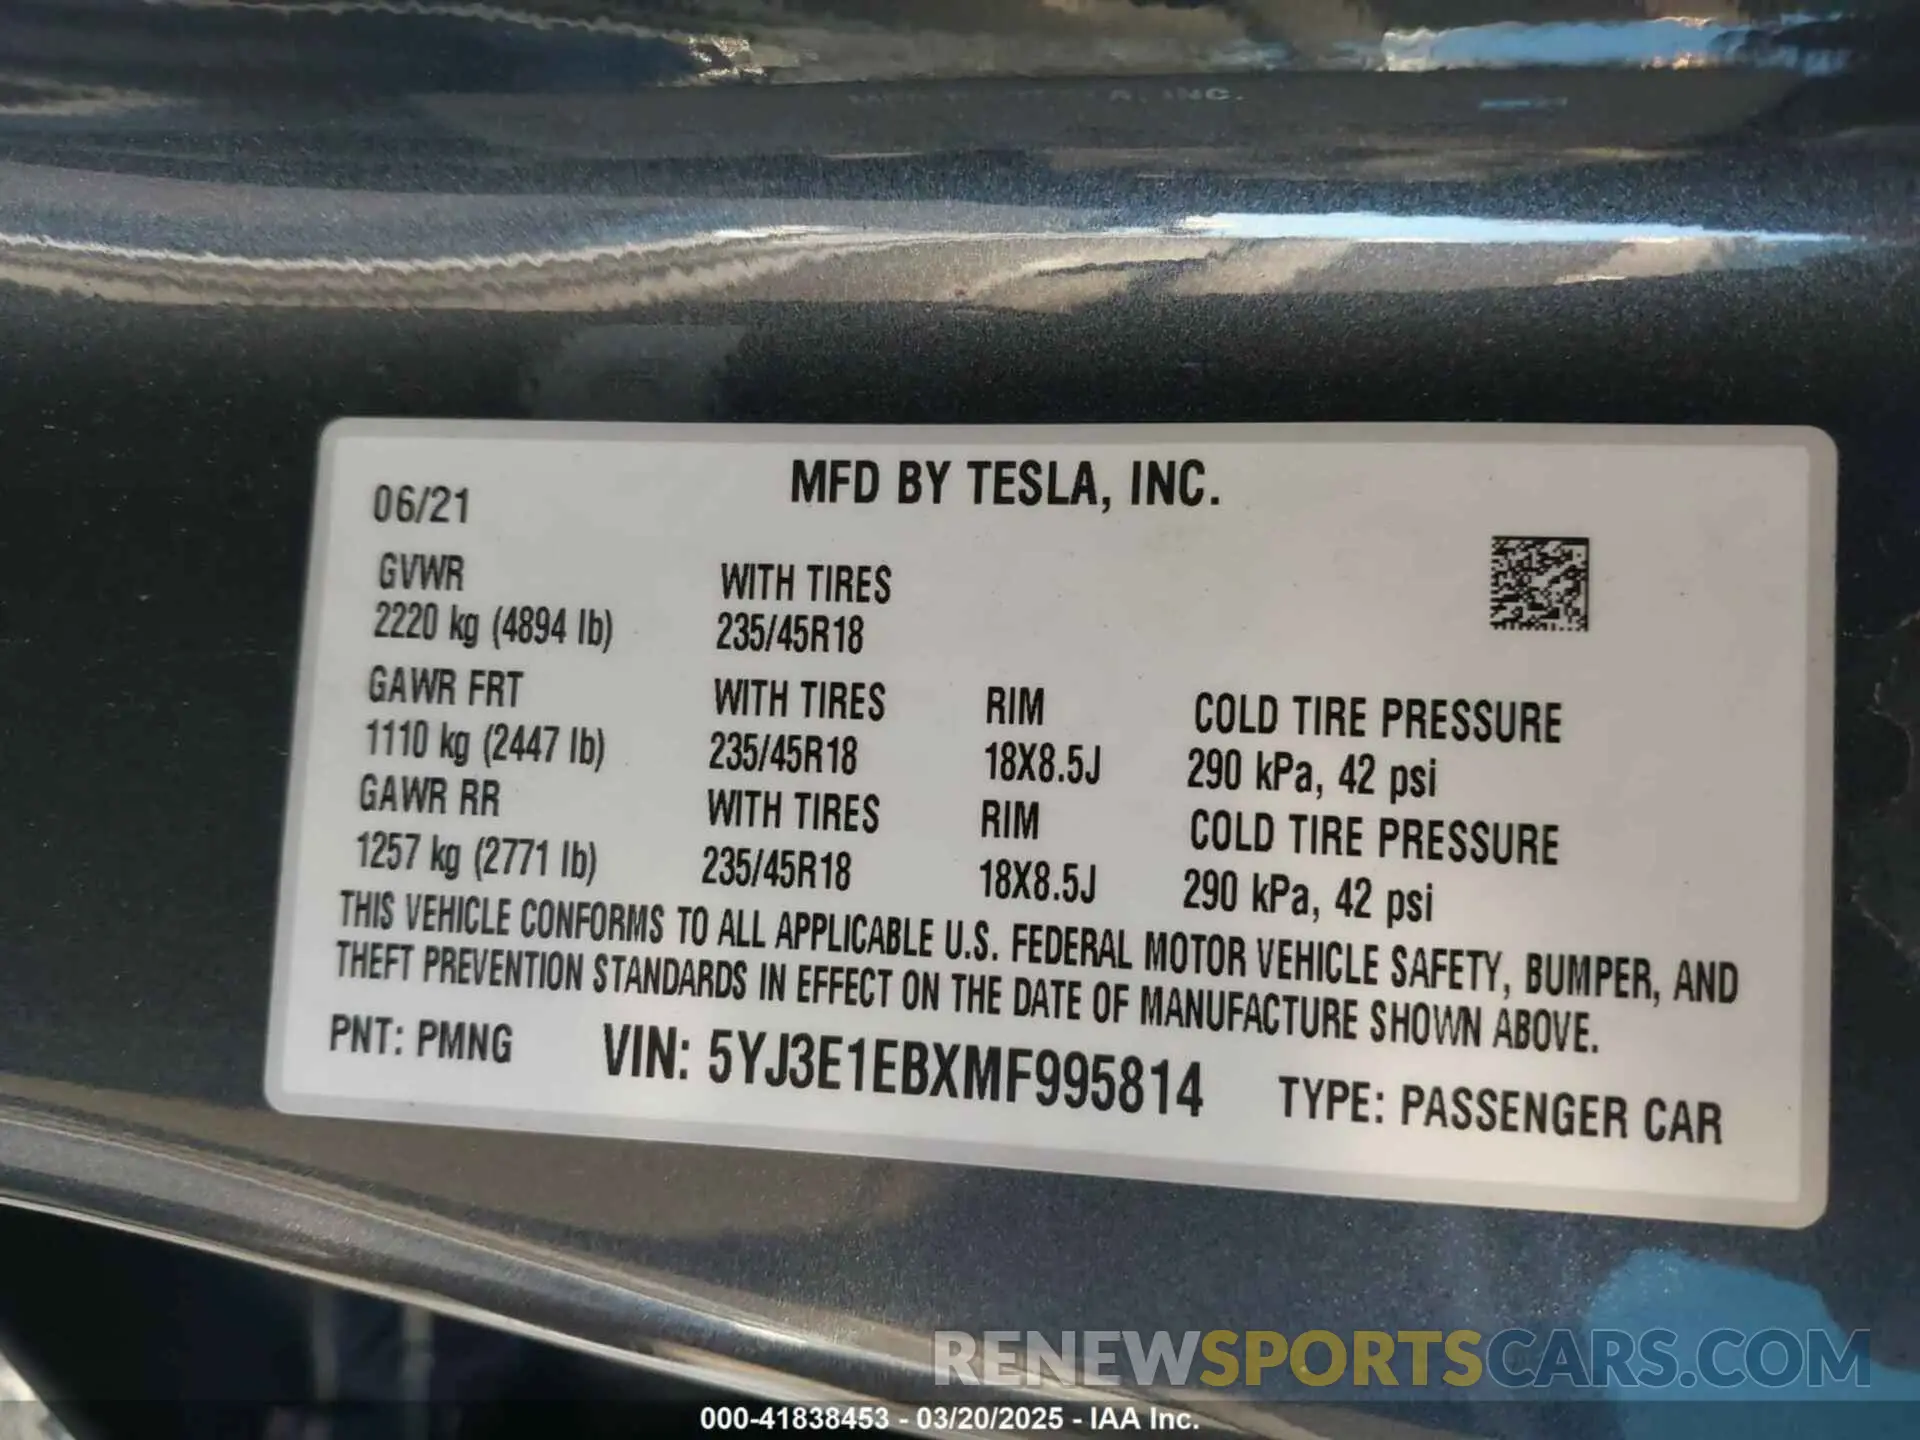 MFD BY TESLA, INC.
06/21
GVWR WITH TIRES
2220 kg (4894 lb) 235/45R18
GAWR FRT WITH TIRES RIM COLD TIRE PRESSURE
1110 kg (2447 lb) 235/45R18 18X8.5J 290 kPa, 42 psi
GAWR RR WITH TIRES RIM COLD TIRE PRESSURE
1257 kg (2771 lb) 235/45R18 18X8.5J 290 kPa, 42 psi
THIS VEHICLE CONFORMS TO ALL APPLICABLE U.S. FEDERAL MOTOR VEHICLE SAFETY, BUMPER, AND
THEFT PREVENTION STANDARDS IN EFFECT ON THE DATE OF MANUFACTURE SHOWN ABOVE.
PNT: PMNG VIN: 5YJ3E1EBXMF995814 TYPE: PASSENGER CAR
RENEWSPORTSCARS.COM
000-41838453 - 03/20/2025 - IAA Inc.